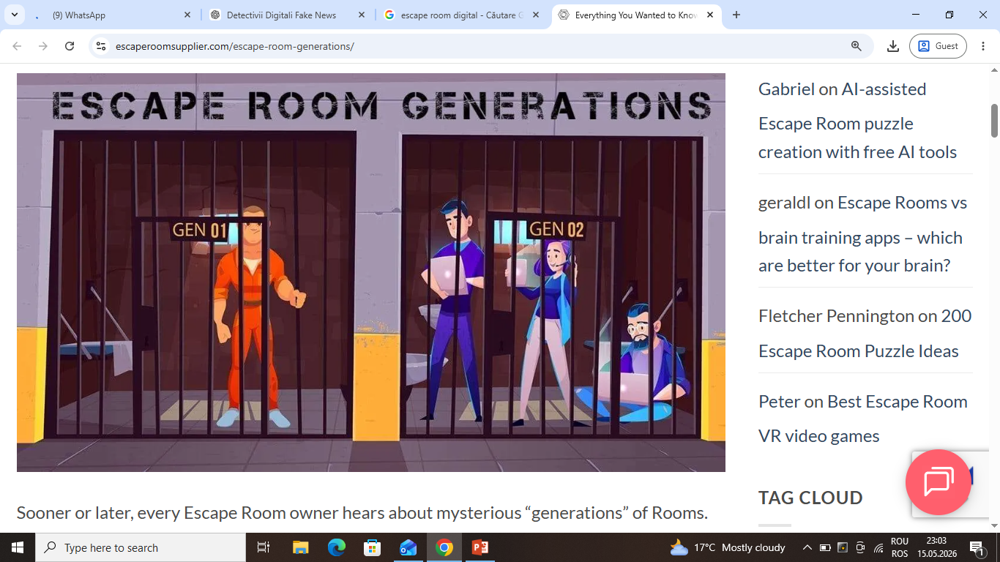 (9) WhatsApp
Detectivii Digitali Fake News
escape room digital - Căutare G
Everything You Wanted to Know
escaperoomsupplier.com/escape-room-generations/
Guest
ESCAPE ROOM GENERATIONS
GEN 01
GEN 02
Sooner or later, every Escape Room owner hears about mysterious “generations” of Rooms.
Gabriel on AI-assisted
Escape Room puzzle
creation with free AI tools
geraldl on Escape Rooms vs
brain training apps – which
are better for your brain?
Fletcher Pennington on 200
Escape Room Puzzle Ideas
Peter on Best Escape Room
VR video games
TAG CLOUD
Type here to search
17°C Mostly cloudy
ROU
ROS
23:03
15.05.2026
1